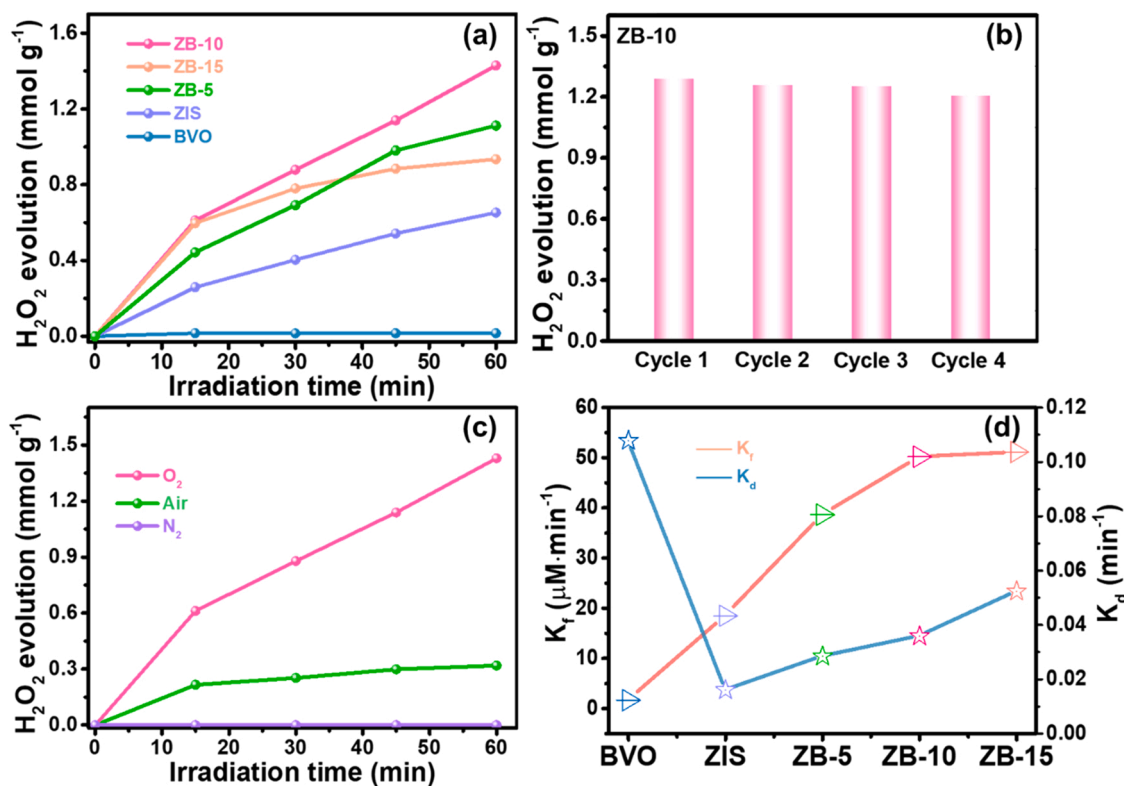 (a)
ZB-10
ZB-15
ZB-5
ZIS
BVO
H₂O₂ evolution (mmol g⁻¹)
1.6
1.2
0.8
0.4
0.0
0 10 20 30 40 50 60
Irradiation time (min)
(b)
ZB-10
H₂O₂ evolution (mmol g⁻¹)
1.5
1.2
0.9
0.6
0.3
0.0
Cycle 1 Cycle 2 Cycle 3 Cycle 4
(c)
O₂
Air
N₂
H₂O₂ evolution (mmol g⁻¹)
1.5
1.2
0.9
0.6
0.3
0.0
0 10 20 30 40 50 60
Irradiation time (min)
(d)
K_f
K_d
K_f (μM·min⁻¹)
60
50
40
30
20
10
0
K_d (min⁻¹)
0.12
0.10
0.08
0.06
0.04
0.02
0.00
BVO ZIS ZB-5 ZB-10 ZB-15